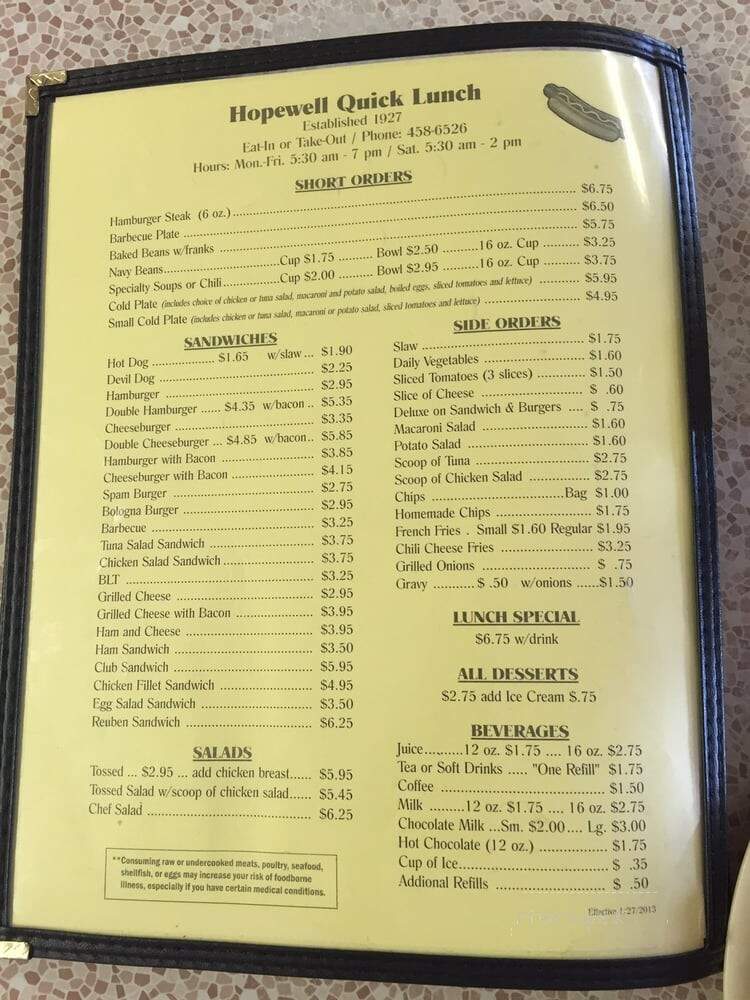 Hopewell Quick Lunch
Established 1927
Eat-In or Take-Out / Phone: 458-6526
Hours: Mon.-Fri. 5:30 am - 7 pm / Sat. 5:30 am - 2 pm
SHORT ORDERS
Hamburger Steak (6 oz.) ........ $6.75
Barbecue Plate ........ $6.50
Baked Beans w/franks ........ $5.75
Navy Beans ........ Cup $1.75 ........ Bowl $2.50 ........ 16 oz. Cup ........ $3.25
Specialty Soups or Chili ........ Cup $2.00 ........ Bowl $2.95 ........ 16 oz. Cup ........ $3.75
Cold Plate (includes choice of chicken or tuna salad, macaroni and potato salad, boiled eggs, sliced tomatoes and lettuce) ........ $5.95
Small Cold Plate (includes chicken or tuna salad, macaroni or potato salad, sliced tomatoes and lettuce) ........ $4.95
SANDWICHES
Hot Dog ........ $1.65 w/slaw ... $1.90
Devil Dog ........ $2.25
Hamburger ........ $2.95
Double Hamburger ...... $4.35 w/bacon .. $5.35
Cheeseburger ........ $3.35
Double Cheeseburger ... $4.85 w/bacon.. $5.85
Hamburger with Bacon ........ $3.85
Cheeseburger with Bacon ........ $4.15
Spam Burger ........ $2.75
Bologna Burger ........ $2.95
Barbecue ........ $3.25
Tuna Salad Sandwich ........ $3.75
Chicken Salad Sandwich ........ $3.75
BLT ........ $3.25
Grilled Cheese ........ $2.95
Grilled Cheese with Bacon ........ $3.95
Ham and Cheese ........ $3.95
Ham Sandwich ........ $3.50
Club Sandwich ........ $5.95
Chicken Fillet Sandwich ........ $4.95
Egg Salad Sandwich ........ $3.50
Reuben Sandwich ........ $6.25
SALADS
Tossed ... $2.95 ... add chicken breast...... $5.95
Tossed Salad w/scoop of chicken salad...... $5.45
Chef Salad ........ $6.25
**Consuming raw or undercooked meats, poultry, seafood,
shellfish, or eggs may increase your risk of foodborne
illness, especially if you have certain medical conditions.
SIDE ORDERS
Slaw ........ $1.75
Daily Vegetables ........ $1.60
Sliced Tomatoes (3 slices) ........ $1.50
Slice of Cheese ........ $ .60
Deluxe on Sandwich & Burgers .... $ .75
Macaroni Salad ........ $1.60
Potato Salad ........ $1.60
Scoop of Tuna ........ $2.75
Scoop of Chicken Salad ........ $2.75
Chips ........ Bag $1.00
Homemade Chips ........ $1.75
French Fries . Small $1.60 Regular $1.95
Chili Cheese Fries ........ $3.25
Grilled Onions ........ $ .75
Gravy .......... $ .50 w/onions ......$1.50
LUNCH SPECIAL
$6.75 w/drink
ALL DESSERTS
$2.75 add Ice Cream $.75
BEVERAGES
Juice.........12 oz. $1.75 .... 16 oz. $2.75
Tea or Soft Drinks ..... "One Refill" $1.75
Coffee ........ $1.50
Milk .........12 oz. $1.75 .... 16 oz. $2.75
Chocolate Milk ...Sm. $2.00.... Lg. $3.00
Hot Chocolate (12 oz.) ........ $1.75
Cup of Ice ........ $ .35
Addional Refills ........ $ .50
Effective 1/27/2013